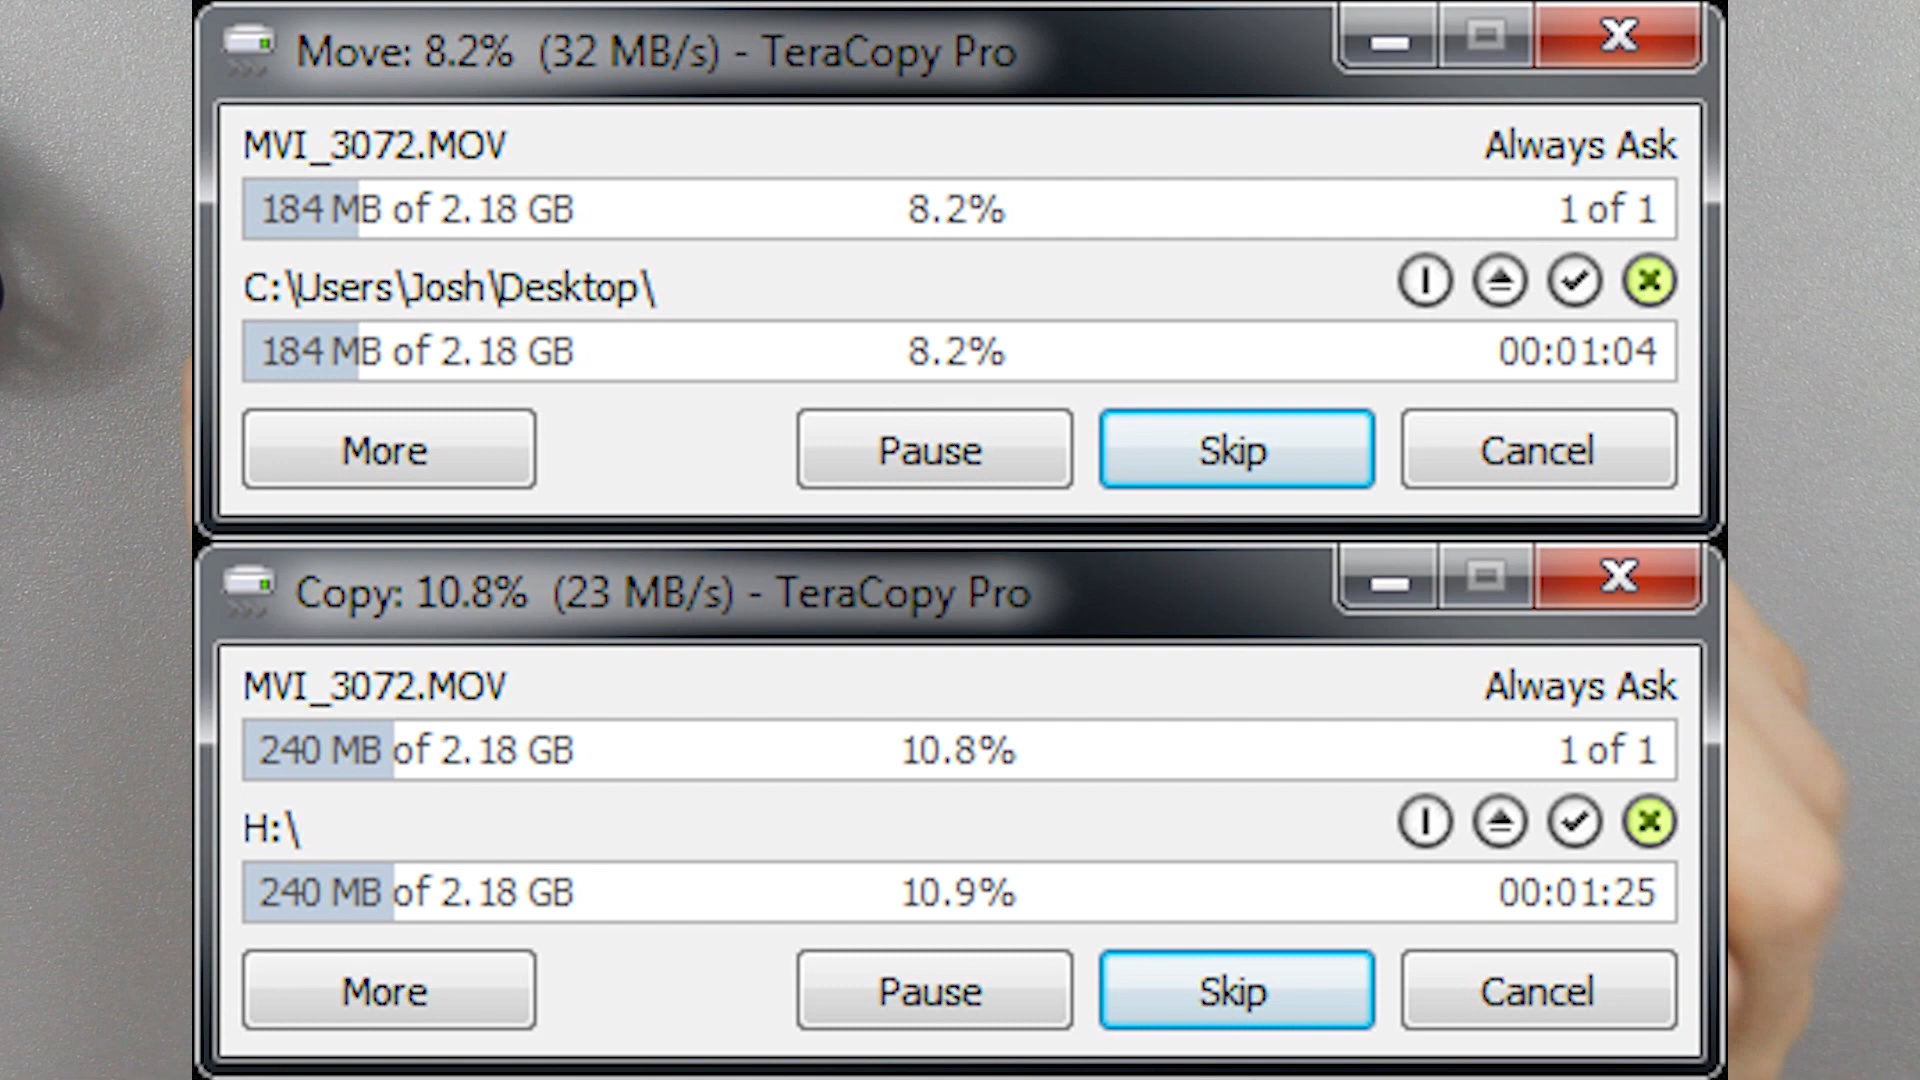 Move: 8.2% (32 MB/s) - TeraCopy Pro
MVI_3072.MOV Always Ask
184 MB of 2.18 GB 8.2% 1 of 1
C:\Users\Josh\Desktop\
184 MB of 2.18 GB 8.2% 00:01:04
More Pause Skip Cancel
Copy: 10.8% (23 MB/s) - TeraCopy Pro
MVI_3072.MOV Always Ask
240 MB of 2.18 GB 10.8% 1 of 1
H:\
240 MB of 2.18 GB 10.9% 00:01:25
More Pause Skip Cancel